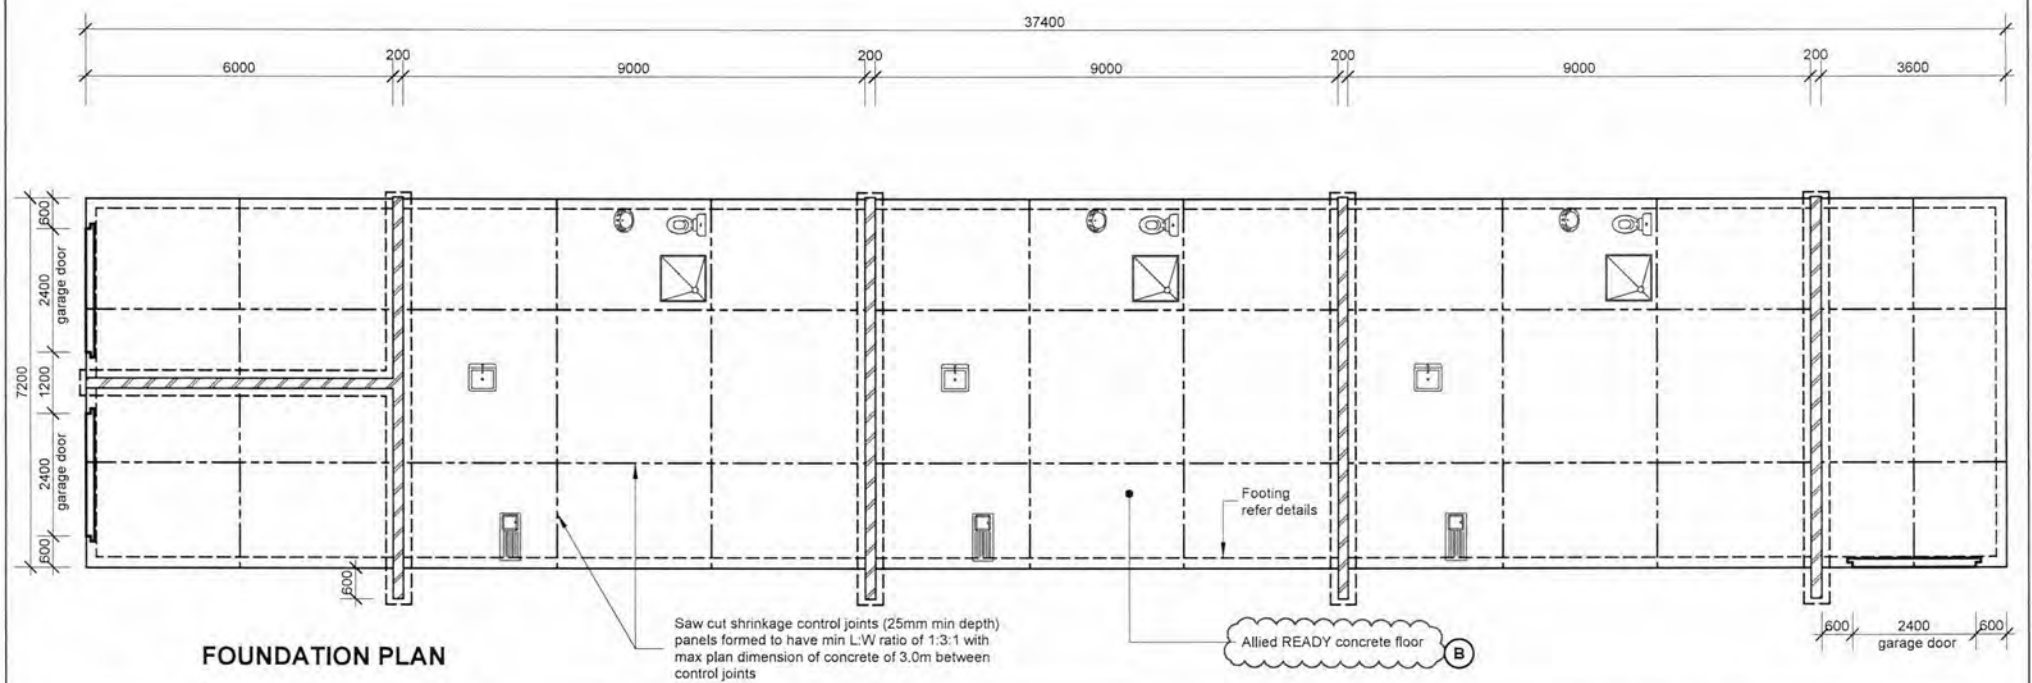 37400
6000
200
9000
200
9000
200
9000
200
3600
600
2400
garage door
7200
1200
2400
garage door
600
600
Footing
refer details
Saw cut shrinkage control joints (25mm min depth)
panels formed to have min L:W ratio of 1:3:1 with
max plan dimension of concrete of 3.0m between
control joints
Allied READY concrete floor
B
600
2400
600
garage door
FOUNDATION PLAN